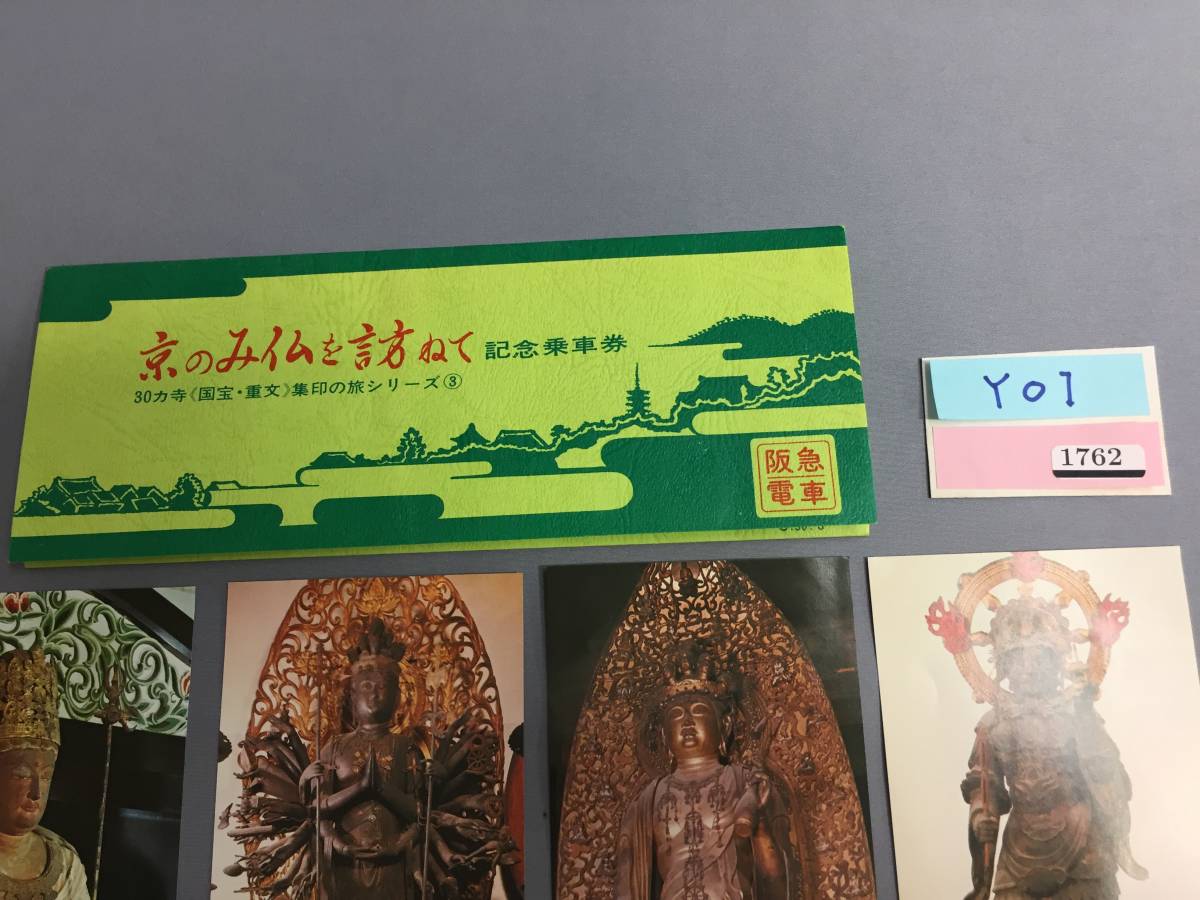 京のみ仏を訪ねて 記念乗車券
30カ寺《国宝・重文》集印の旅シリーズ③
阪急
電車
YO1
1762